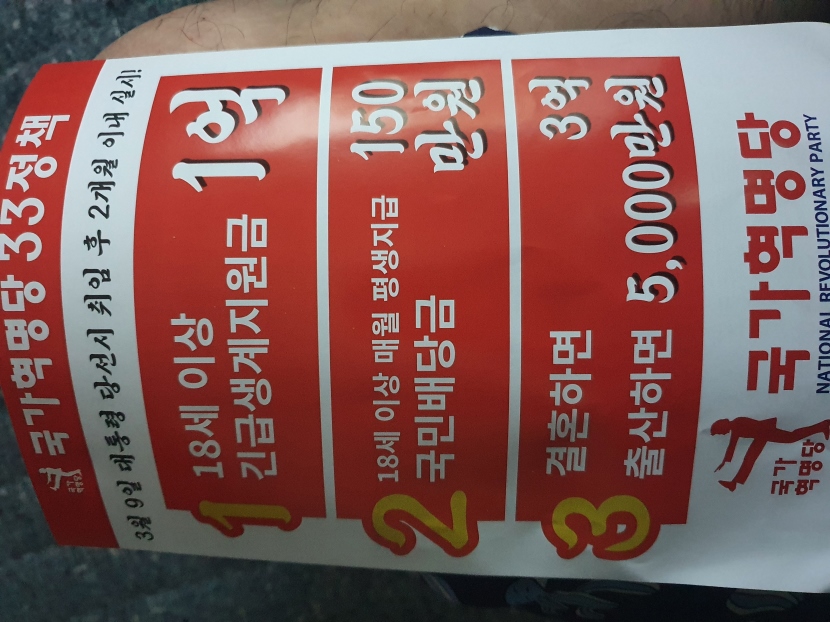 국가혁명당 33정책
3월 9일 대통령 당선시 취임 후 2개월 이내 실시!
1
18세 이상
긴급생계지원금 1억
2
18세 이상 매월 평생지급
국민배당금 150만원
3
결혼하면 3억
출산하면 5,000만원
국가
혁명당
국가혁명당
NATIONAL REVOLUTIONARY PARTY